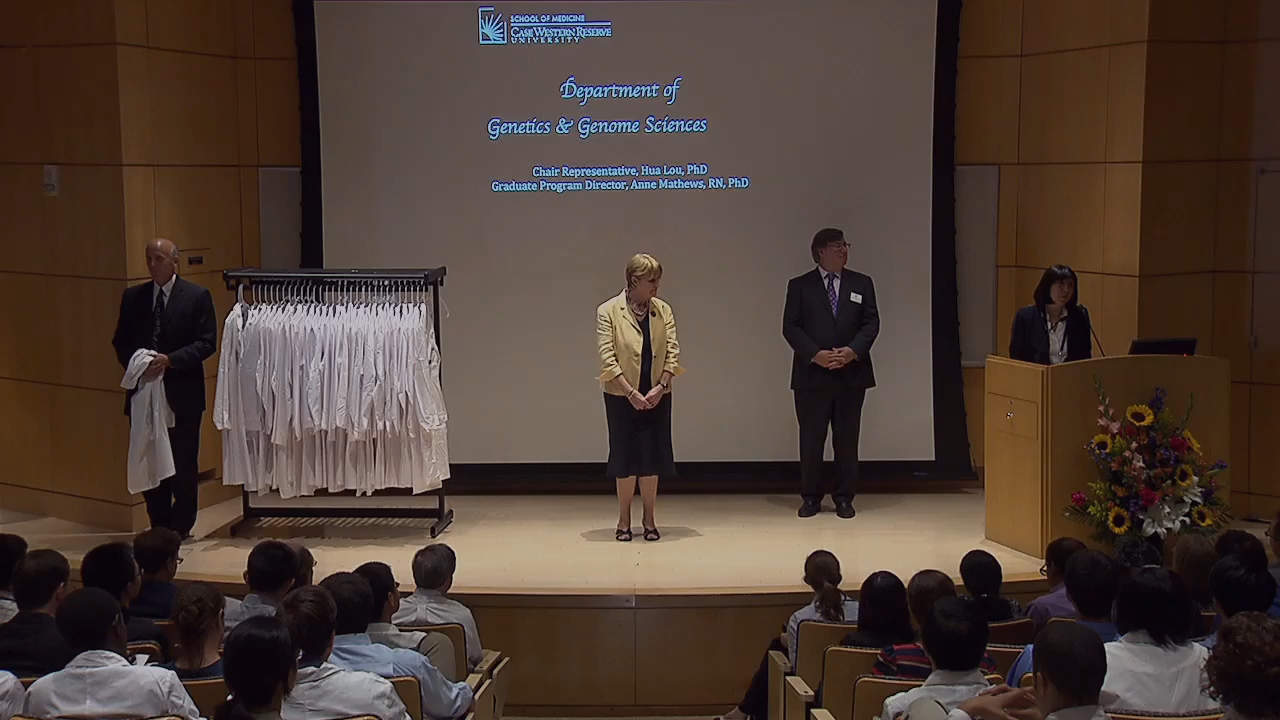 SCHOOL OF MEDICINE
CASE WESTERN RESERVE
UNIVERSITY
Department of
Genetics & Genome Sciences
Chair Representative, Hua Lou, PhD
Graduate Program Director, Anne Mathews, RN, PhD